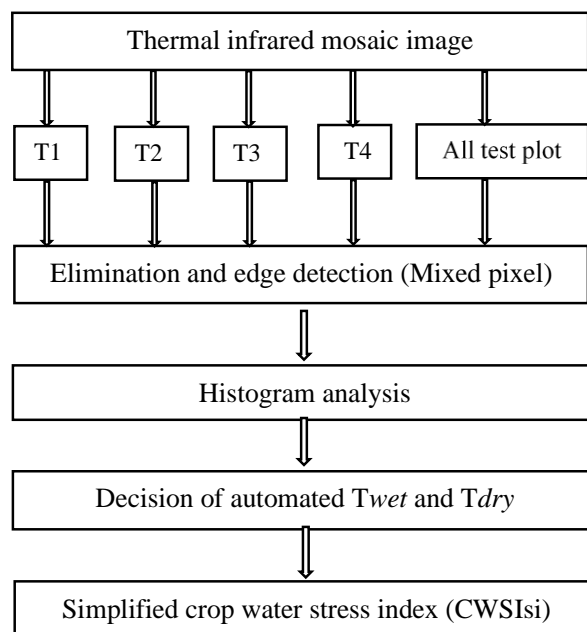 Thermal infrared mosaic image
T1 T2 T3 T4 All test plot
Elimination and edge detection (Mixed pixel)
Histogram analysis
Decision of automated Twet and Tdry
Simplified crop water stress index (CWSIsi)